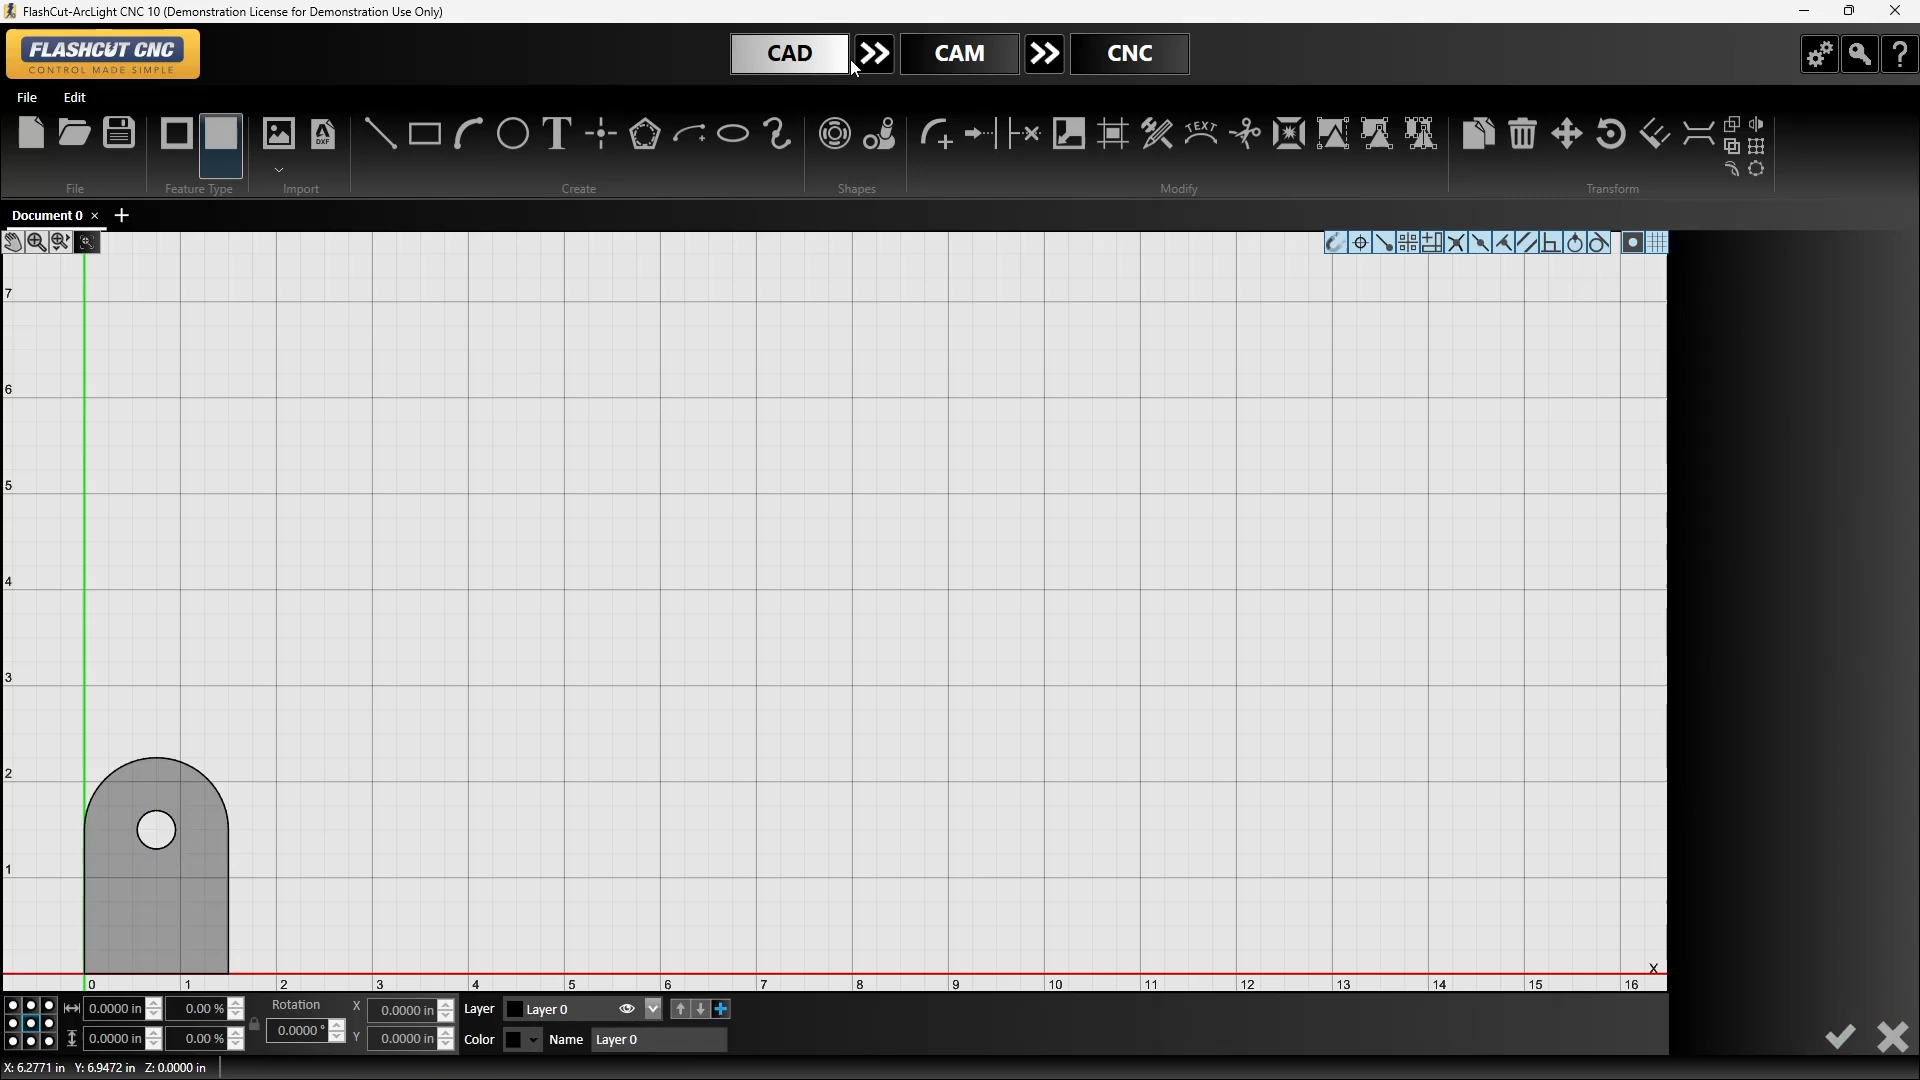 FlashCut-ArcLight CNC 10 (Demonstration License for Demonstration Use Only)
FLASHCUT CNC
CONTROL MADE SIMPLE
CAD
CAM
CNC
File Edit
DXF
TEXT
File Feature Type Import Create Shapes Modify Transform
Document 0
7
6
5
4
3
2
1
X
0 1 2 3 4 5 6 7 8 9 10 11 12 13 14 15 16
0.0000 in 0.00 % Rotation X 0.0000 in Layer Layer 0
0.0000 in 0.00 % 0.0000 ° Y 0.0000 in Color Name Layer 0
X: 6.2771 in Y: 6.9472 in Z: 0.0000 in